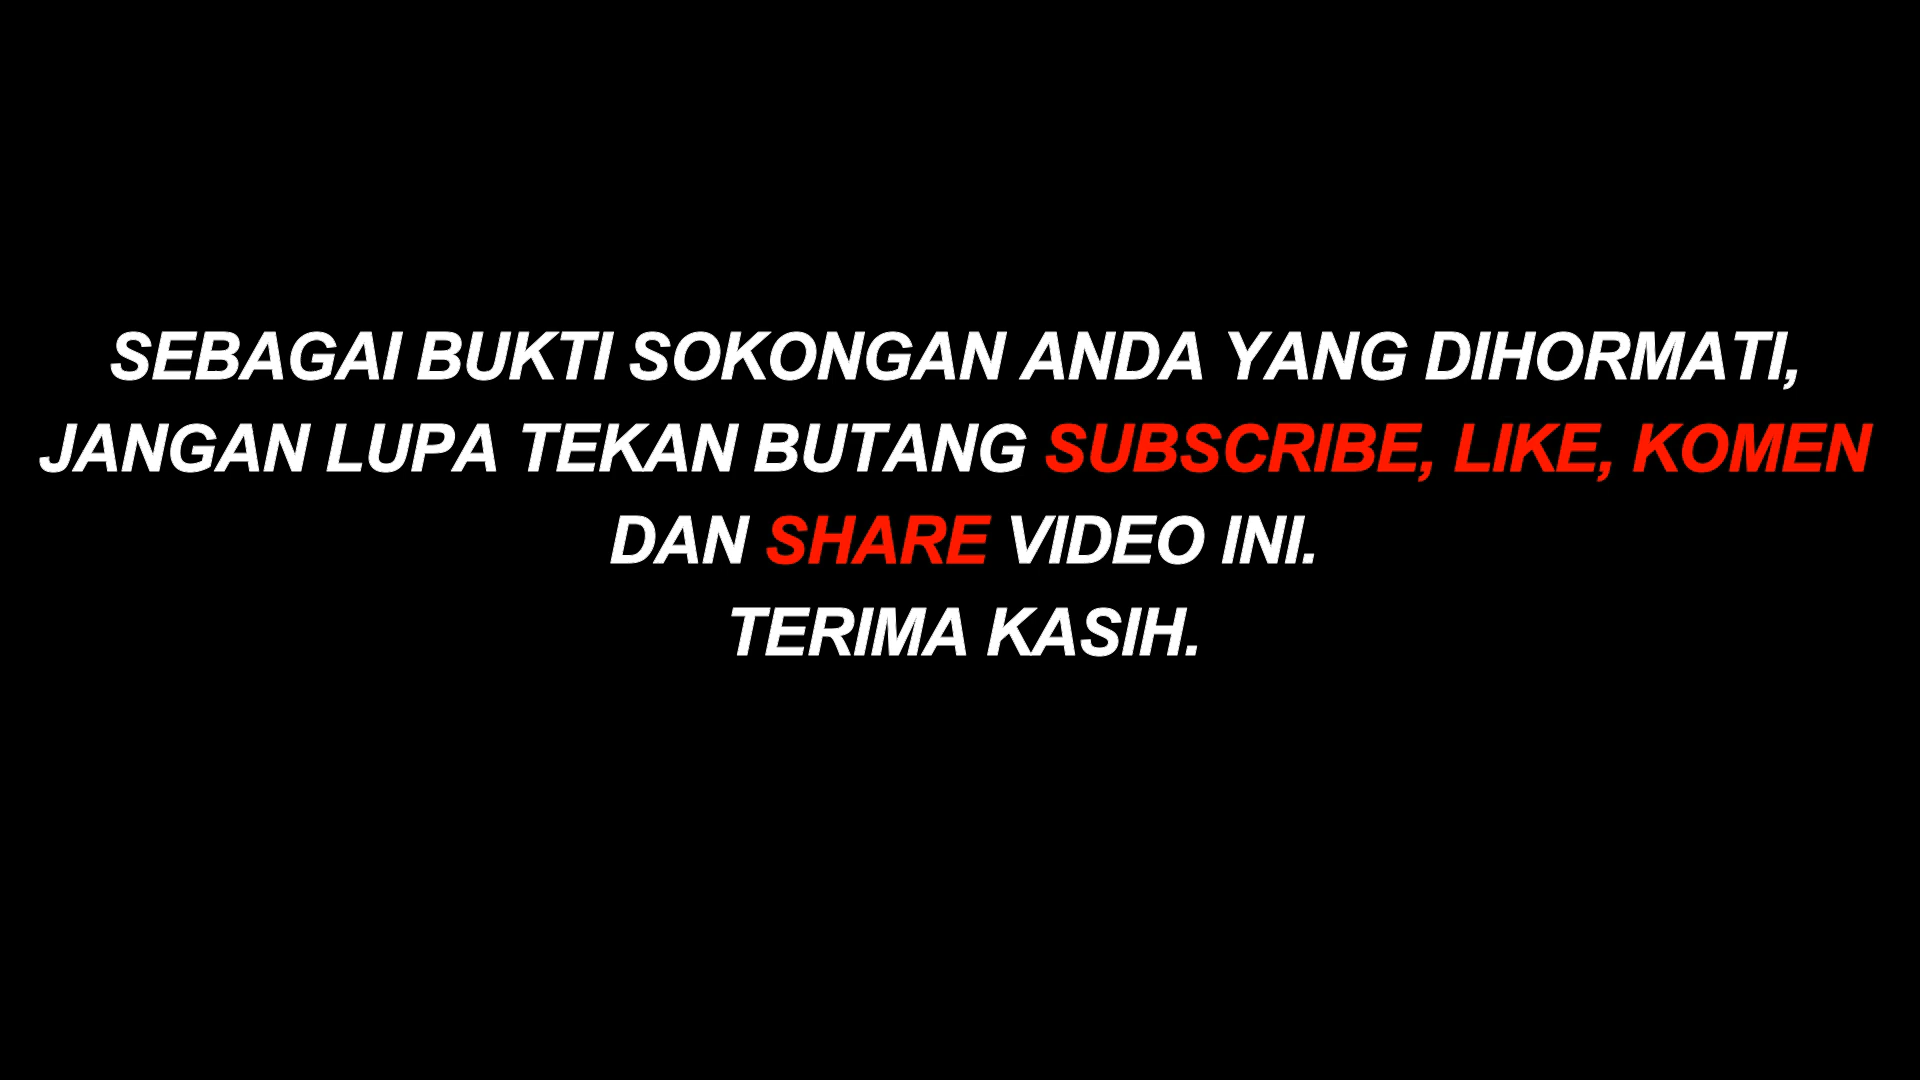 SEBAGAI BUKTI SOKONGAN ANDA YANG DIHORMATI,
JANGAN LUPA TEKAN BUTANG SUBSCRIBE, LIKE, KOMEN
DAN SHARE VIDEO INI.
TERIMA KASIH.